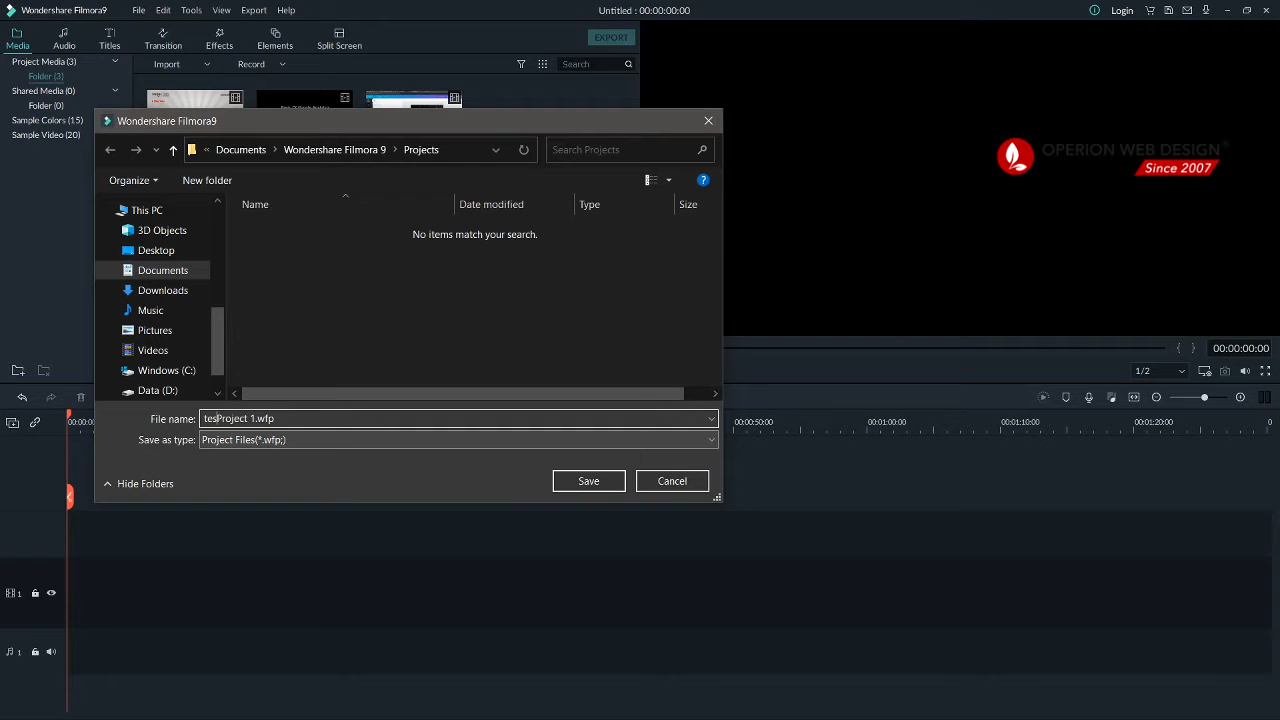 Wondershare Filmora9 File Edit Tools View Export Help Untitled : 00:00:00:00 Login
Media Audio Titles Transition Effects Elements Split Screen EXPORT
Project Media (3) Import Record Search
Folder (3)
Shared Media (0)
Folder (0)
Sample Colors (15)
Sample Video (20)
Wondershare Filmora9
« Documents > Wondershare Filmora 9 > Projects Search Projects
Organize New folder ?
Name Date modified Type Size
No items match your search.
This PC
3D Objects
Desktop
Documents
Downloads
Music
Pictures
Videos
Windows (C:)
Data (D:)
File name: tesProject 1.wfp
Save as type: Project Files(*.wfp;)
Hide Folders Save Cancel
OPERION WEB DESIGN®
Since 2007
{ } 00:00:00:00
1/2
00:00:50:00 00:01:00:00 00:01:10:00 00:01:20:00
1
1